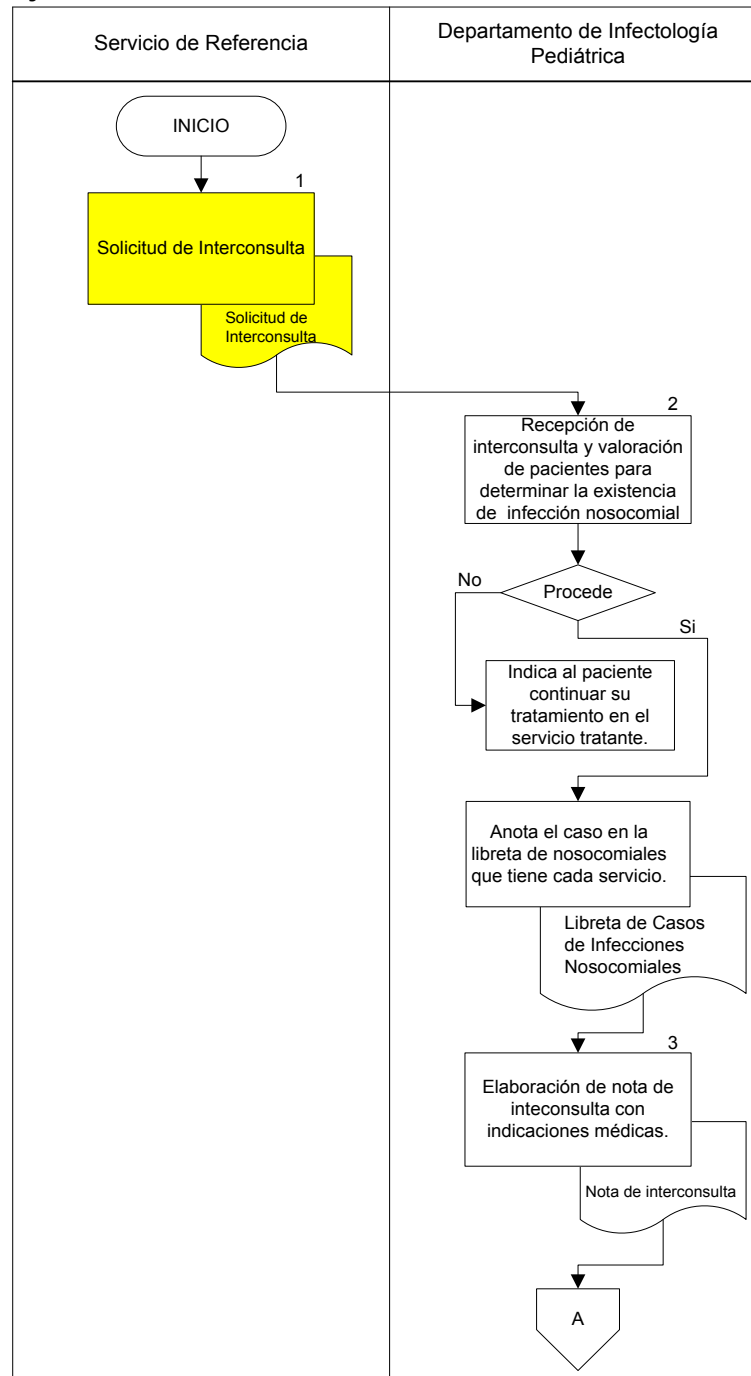 Servicio de Referencia
Departamento de Infectología
Pediátrica
INICIO
1
Solicitud de Interconsulta
Solicitud de
Interconsulta
2
Recepción de
interconsulta y valoración
de pacientes para
determinar la existencia
de infección nosocomial
Procede
No
Si
Indica al paciente
continuar su
tratamiento en el
servicio tratante.
Anota el caso en la
libreta de nosocomiales
que tiene cada servicio.
Libreta de Casos
de Infecciones
Nosocomiales
3
Elaboración de nota de
inteconsulta con
indicaciones médicas.
Nota de interconsulta
A